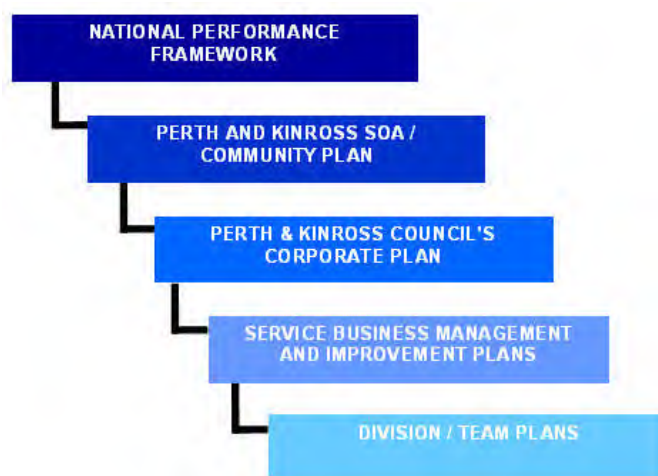 NATIONAL PERFORMANCE
FRAMEWORK
PERTH AND KINROSS SOA /
COMMUNITY PLAN
PERTH & KINROSS COUNCIL'S
CORPORATE PLAN
SERVICE BUSINESS MANAGEMENT
AND IMPROVEMENT PLANS
DIVISION / TEAM PLANS